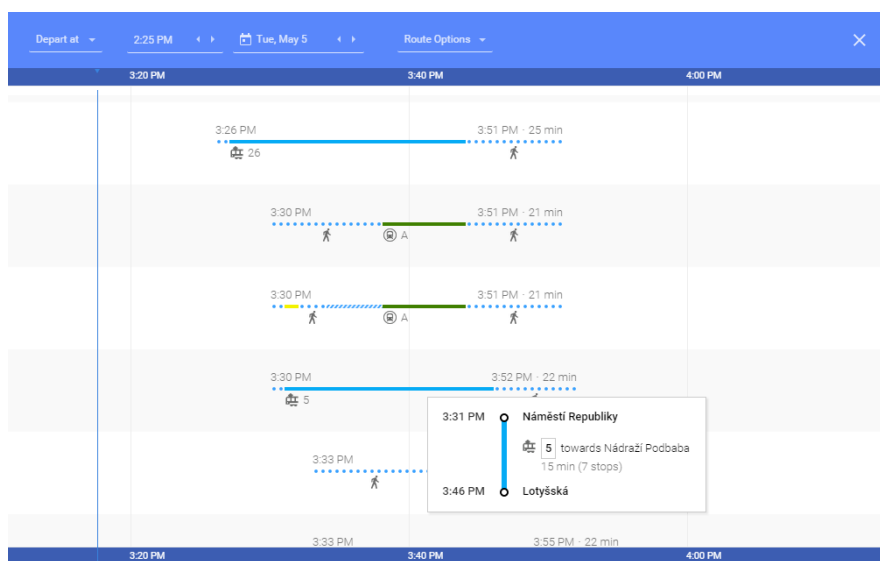 Depart at 2:25 PM Tue, May 5 Route Options
3:20 PM 3:40 PM 4:00 PM
3:26 PM 3:51 PM · 25 min
26
3:30 PM 3:51 PM · 21 min
A
3:30 PM 3:51 PM · 21 min
A
3:30 PM 3:52 PM · 22 min
5
3:31 PM Náměstí Republiky
5 towards Nádraží Podbaba
15 min (7 stops)
3:46 PM Lotyšská
3:33 PM
3:33 PM 3:55 PM · 22 min
3:20 PM 3:40 PM 4:00 PM